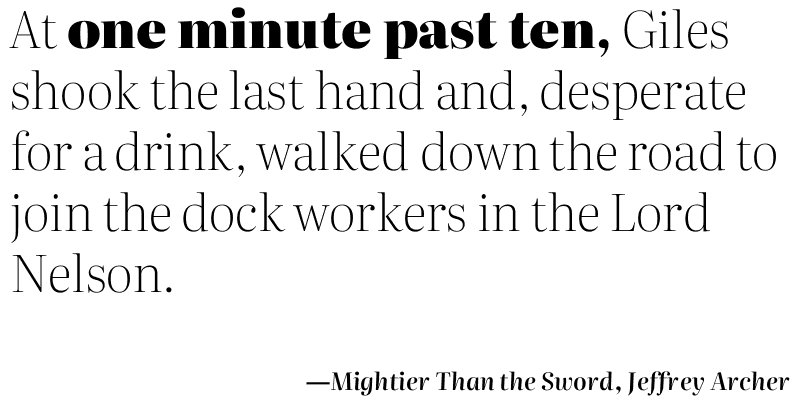 At one minute past ten, Giles
shook the last hand and, desperate
for a drink, walked down the road to
join the dock workers in the Lord
Nelson.
—Mightier Than the Sword, Jeffrey Archer